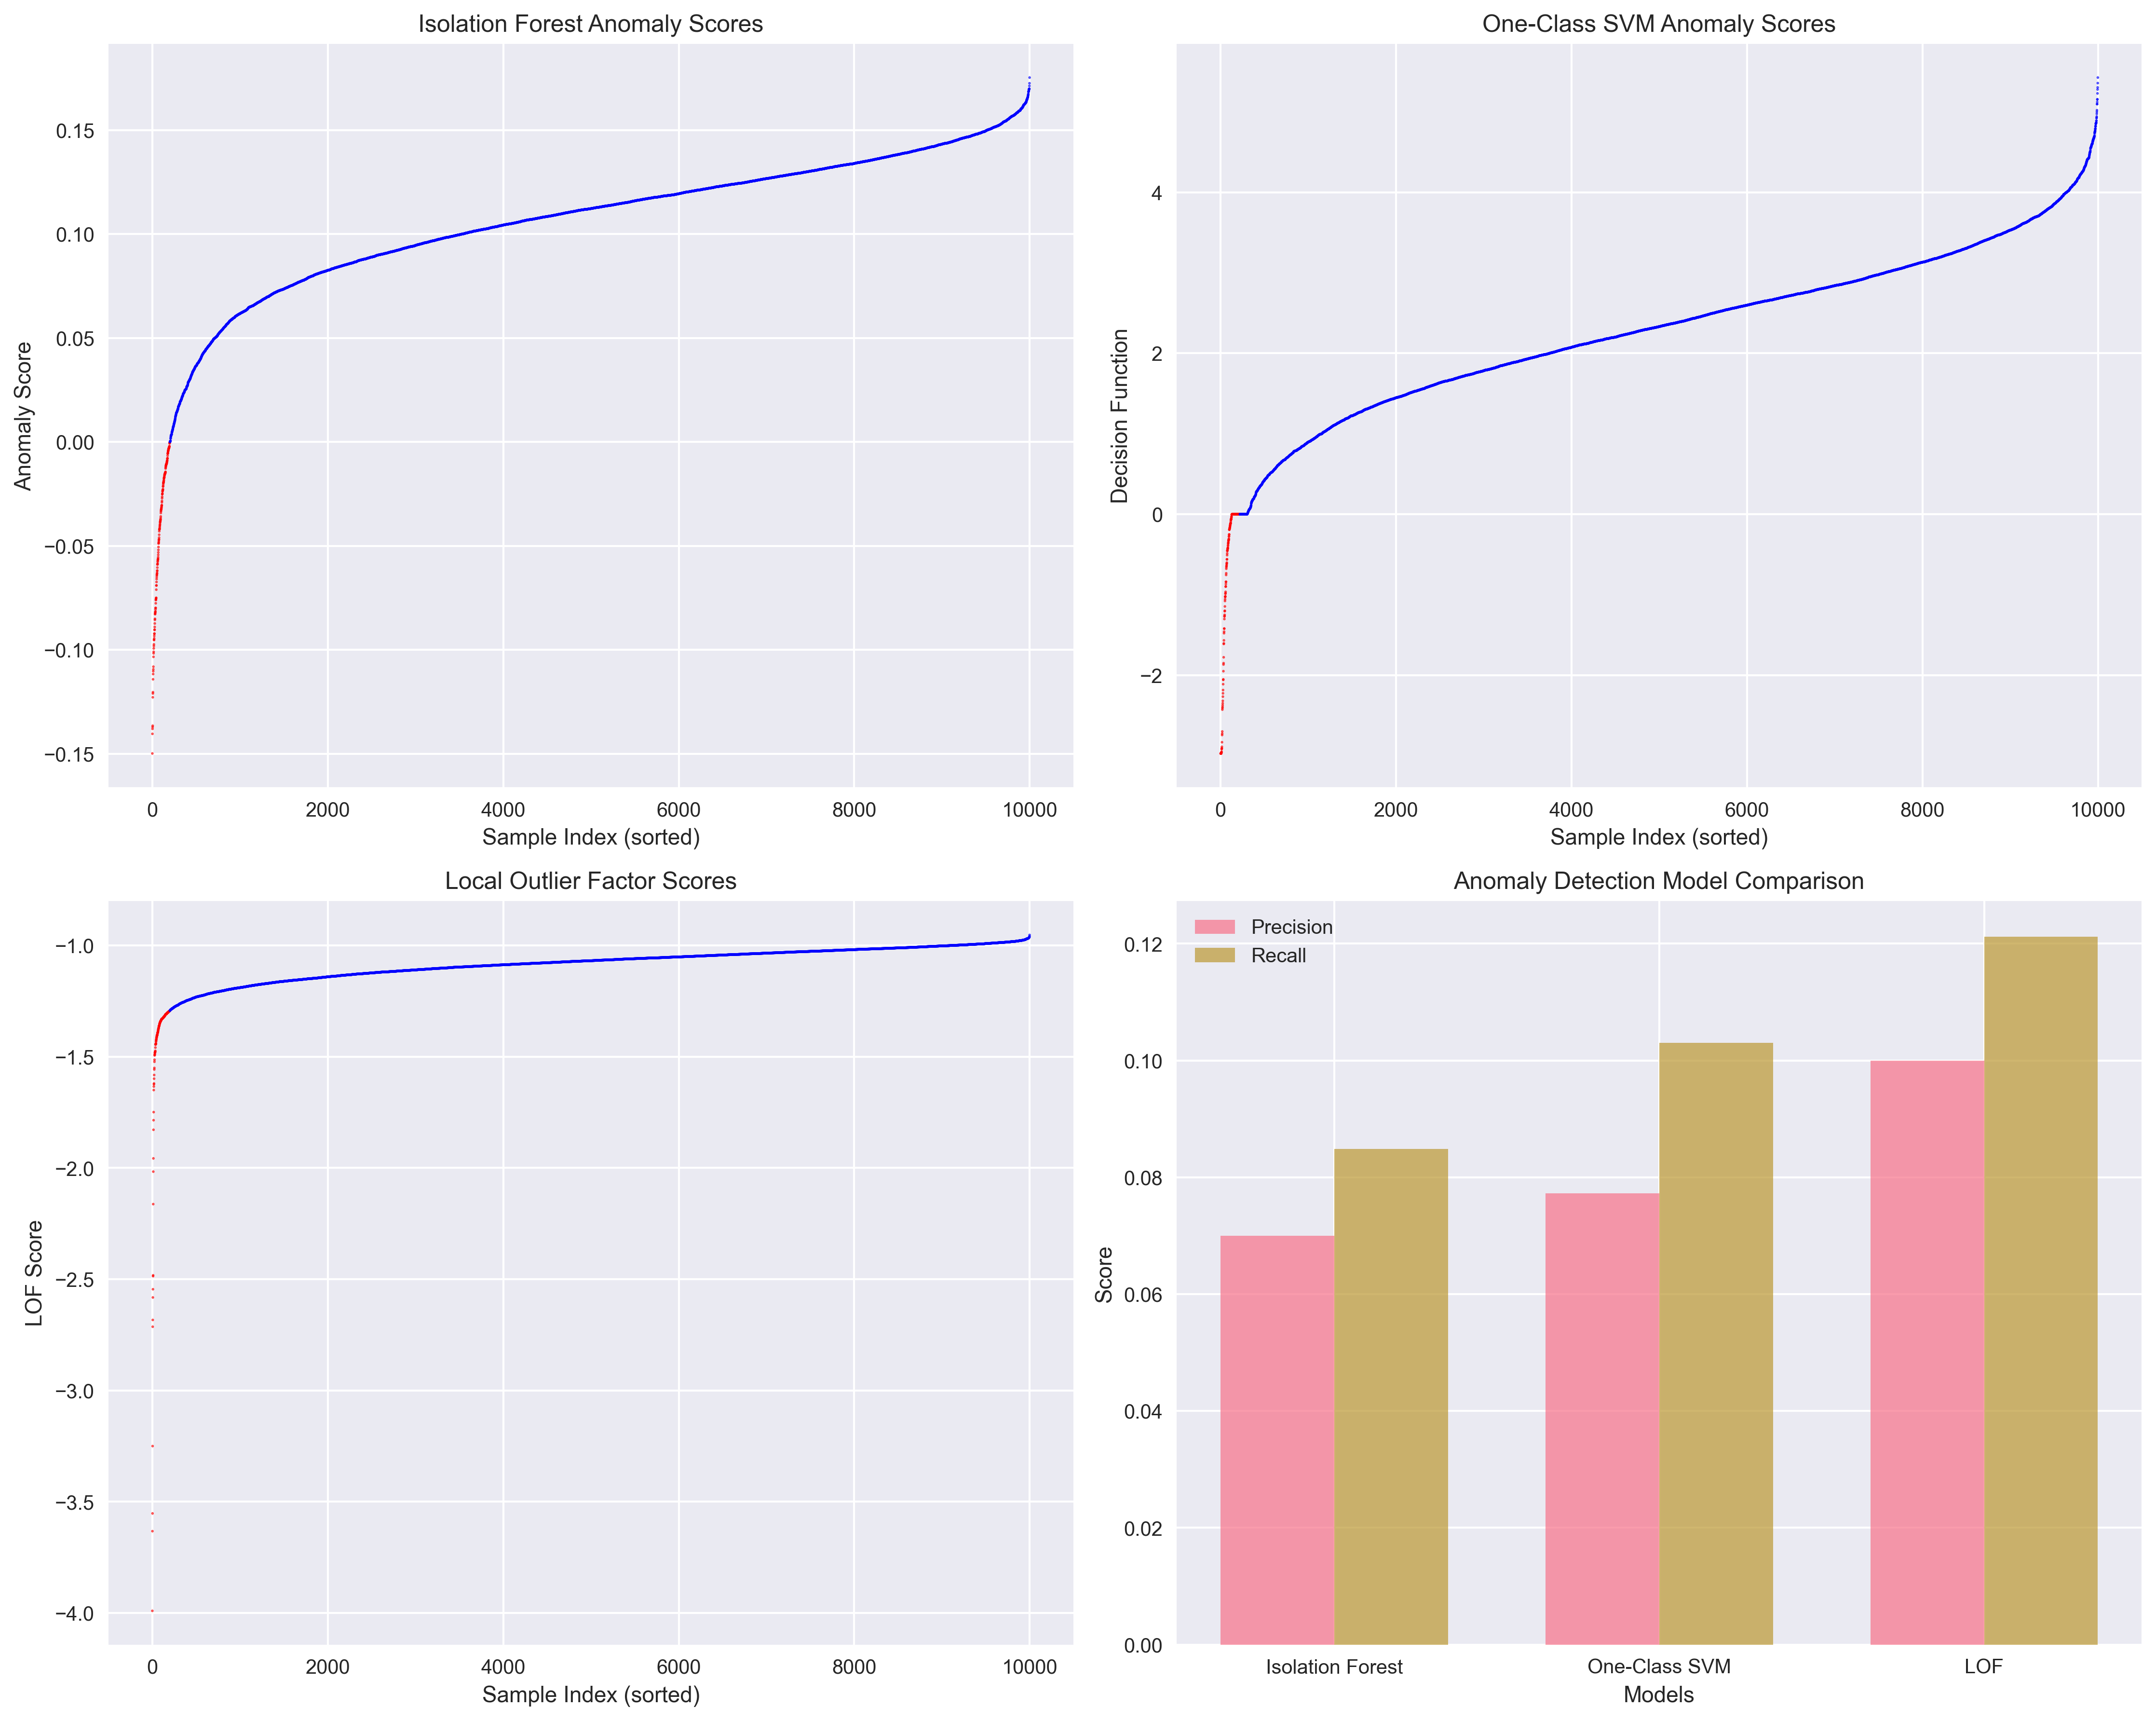 Isolation Forest Anomaly Scores
Anomaly Score
0.15
0.10
0.05
0.00
−0.05
−0.10
−0.15
0 2000 4000 6000 8000 10000
Sample Index (sorted)
One-Class SVM Anomaly Scores
Decision Function
4
2
0
−2
0 2000 4000 6000 8000 10000
Sample Index (sorted)
Local Outlier Factor Scores
LOF Score
−1.0
−1.5
−2.0
−2.5
−3.0
−3.5
−4.0
0 2000 4000 6000 8000 10000
Sample Index (sorted)
Anomaly Detection Model Comparison
Precision
Recall
Score
0.12
0.10
0.08
0.06
0.04
0.02
0.00
Isolation Forest One-Class SVM LOF
Models